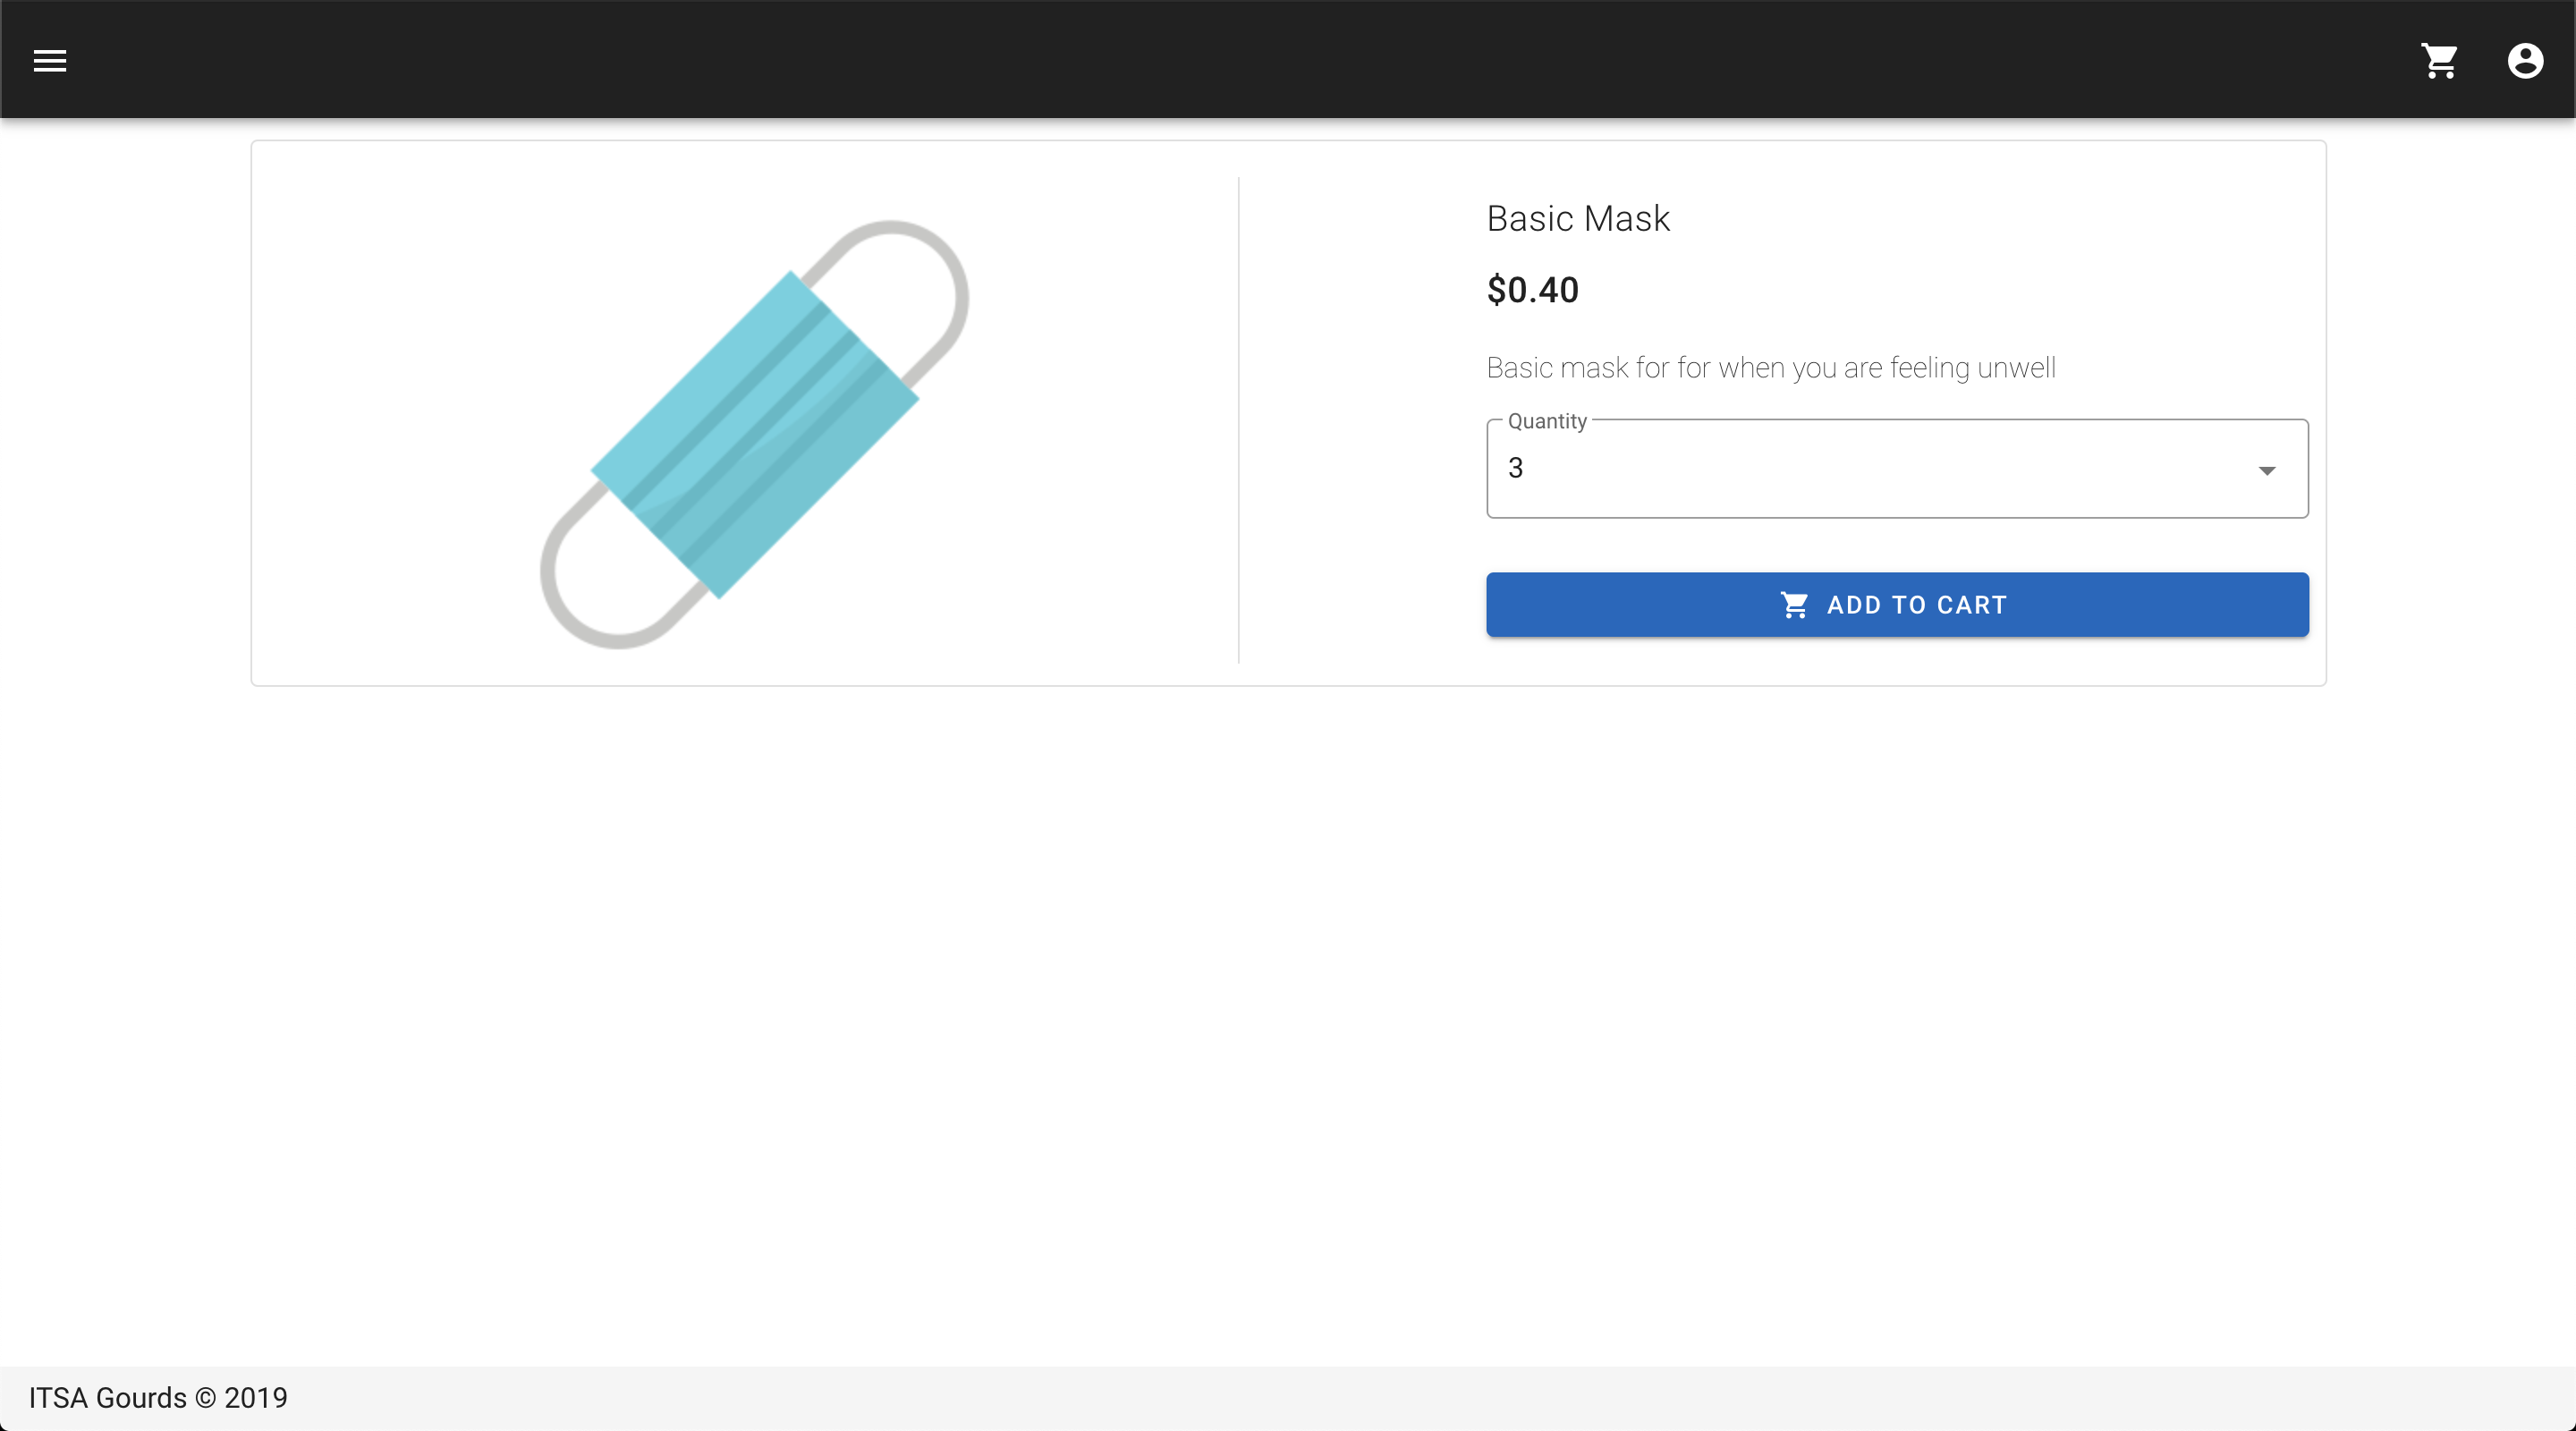 Basic Mask
$0.40
Basic mask for for when you are feeling unwell
Quantity
3
ADD TO CART
ITSA Gourds © 2019